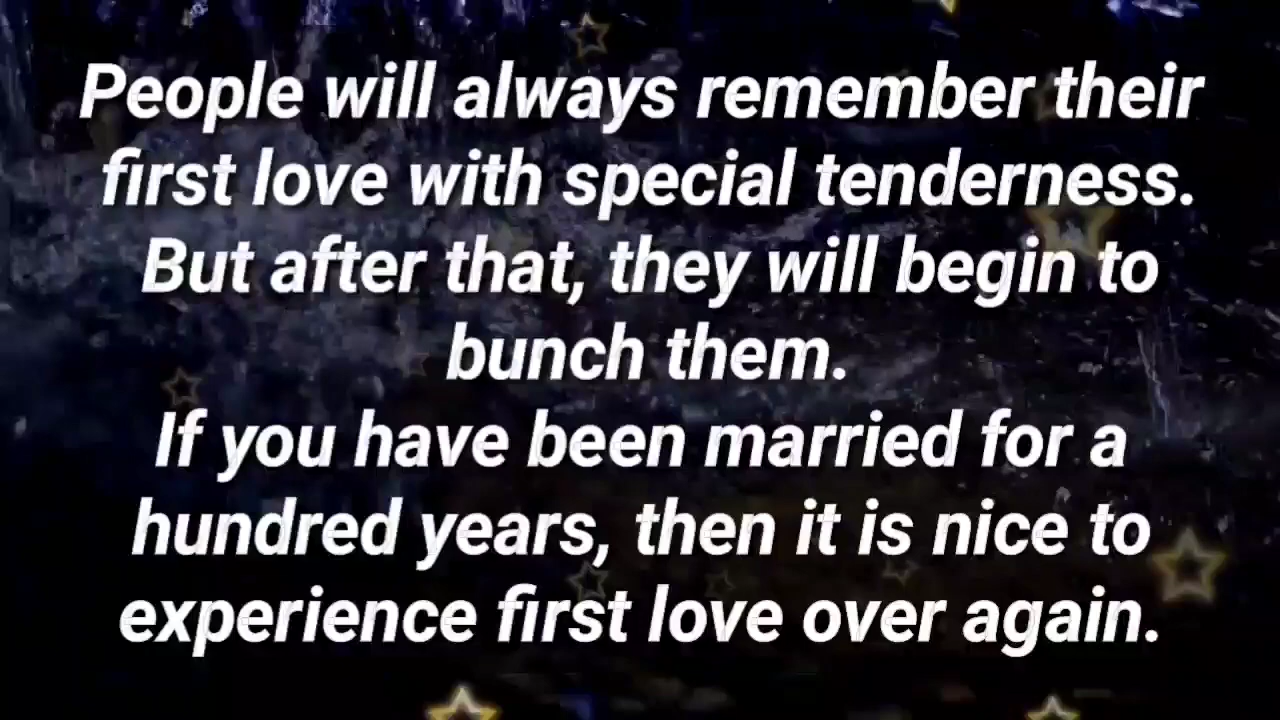 People will always remember their
first love with special tenderness.
But after that, they will begin to
bunch them.
If you have been married for a
hundred years, then it is nice to
experience first love over again.